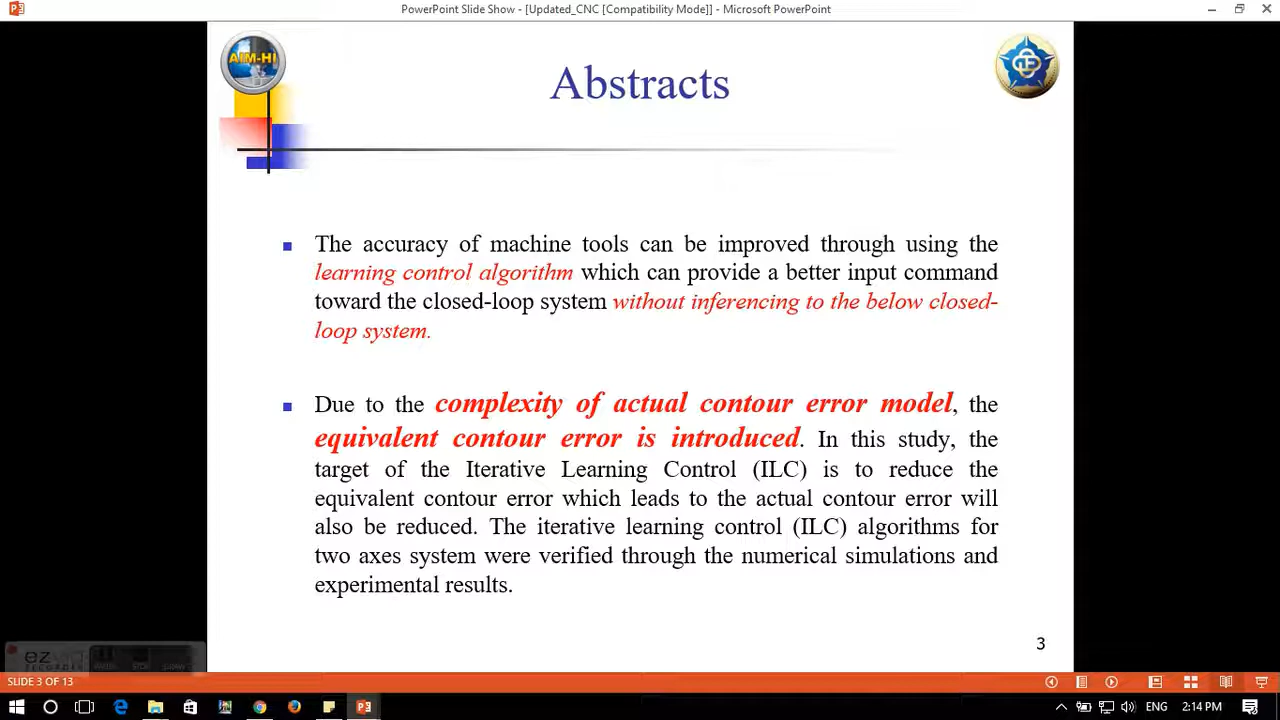 PowerPoint Slide Show - [Updated_CNC [Compatibility Mode]] - Microsoft PowerPoint
AIM-HI
Abstracts
The accuracy of machine tools can be improved through using the
learning control algorithm which can provide a better input command
toward the closed-loop system without inferencing to the below closed-
loop system.
Due to the complexity of actual contour error model, the
equivalent contour error is introduced. In this study, the
target of the Iterative Learning Control (ILC) is to reduce the
equivalent contour error which leads to the actual contour error will
also be reduced. The iterative learning control (ILC) algorithms for
two axes system were verified through the numerical simulations and
experimental results.
3
SLIDE 3 OF 13
ENG
2:14 PM